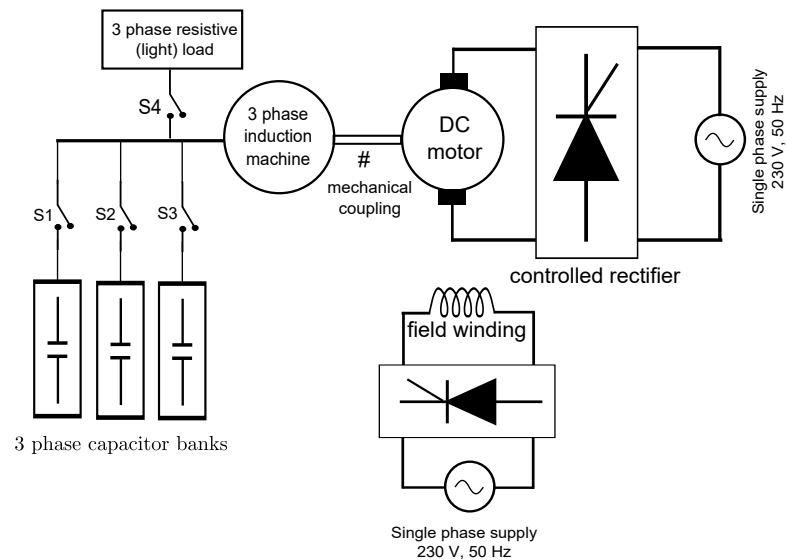 3 phase resistive
(light) load
S4
3 phase
induction
machine
#
mechanical
coupling
DC
motor
Single phase supply
230 V, 50 Hz
controlled rectifier
S1
S2
S3
3 phase capacitor banks
field winding
Single phase supply
230 V, 50 Hz